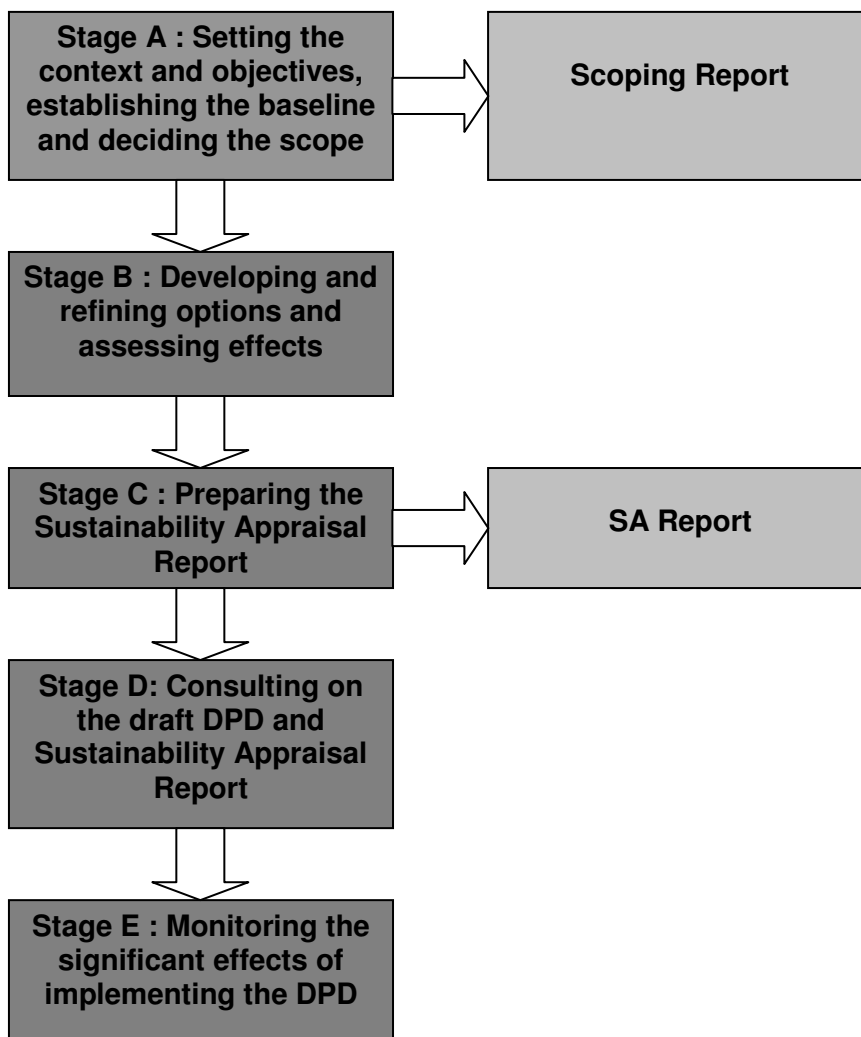 Stage A : Setting the
context and objectives,
establishing the baseline
and deciding the scope
Scoping Report
Stage B : Developing and
refining options and
assessing effects
Stage C : Preparing the
Sustainability Appraisal
Report
SA Report
Stage D: Consulting on
the draft DPD and
Sustainability Appraisal
Report
Stage E : Monitoring the
significant effects of
implementing the DPD